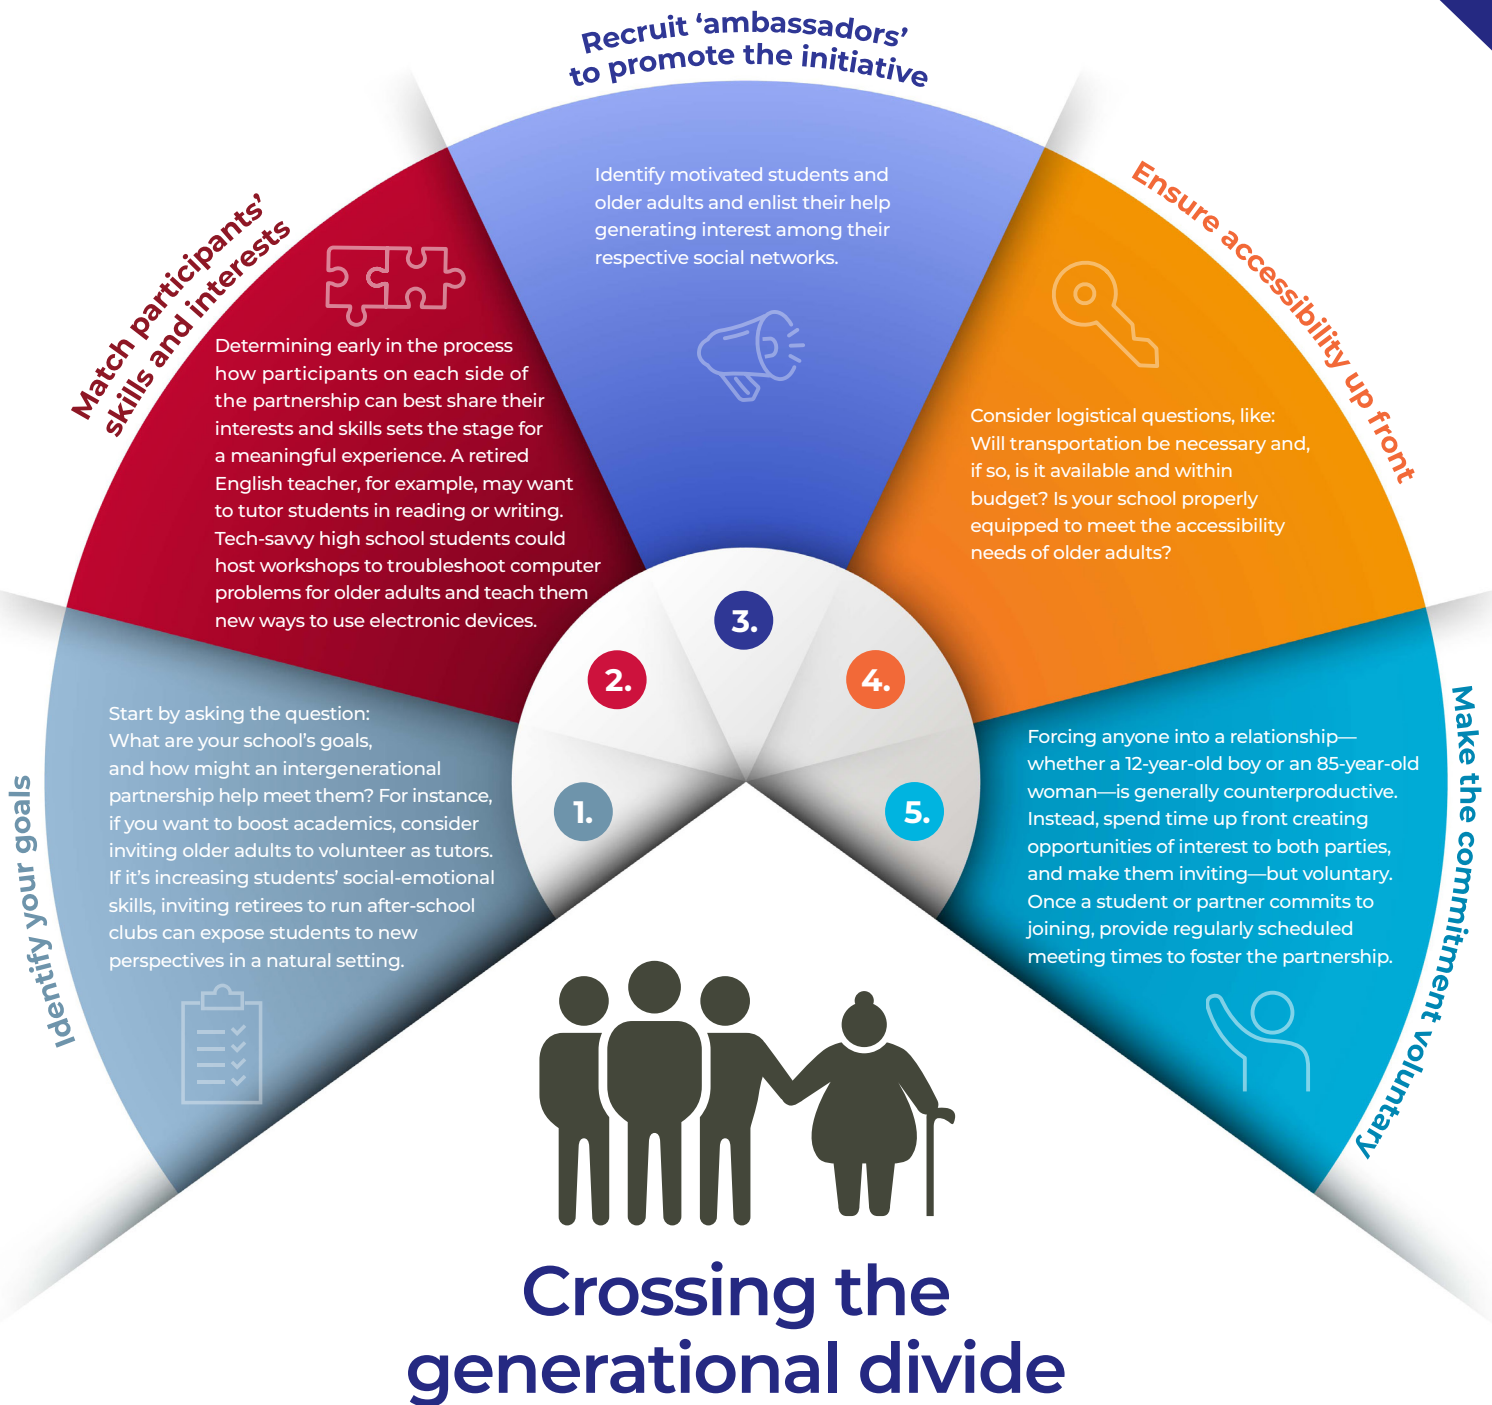 Identify your goals
1.
Start by asking the question:
What are your school’s goals,
and how might an intergenerational
partnership help meet them? For instance,
if you want to boost academics, consider
inviting older adults to volunteer as tutors.
If it’s increasing students’ social-emotional
skills, inviting retirees to run after-school
clubs can expose students to new
perspectives in a natural setting.
Match participants’
skills and interests
2.
Determining early in the process
how participants on each side of
the partnership can best share their
interests and skills sets the stage for
a meaningful experience. A retired
English teacher, for example, may want
to tutor students in reading or writing.
Tech-savvy high school students could
host workshops to troubleshoot computer
problems for older adults and teach them
new ways to use electronic devices.
Recruit ‘ambassadors’
to promote the initiative
3.
Identify motivated students and
older adults and enlist their help
generating interest among their
respective social networks.
Ensure accessibility up front
4.
Consider logistical questions, like:
Will transportation be necessary and,
if so, is it available and within
budget? Is your school properly
equipped to meet the accessibility
needs of older adults?
Make the commitment voluntary
5.
Forcing anyone into a relationship—
whether a 12-year-old boy or an 85-year-old
woman—is generally counterproductive.
Instead, spend time up front creating
opportunities of interest to both parties,
and make them inviting—but voluntary.
Once a student or partner commits to
joining, provide regularly scheduled
meeting times to foster the partnership.
Crossing the
generational divide